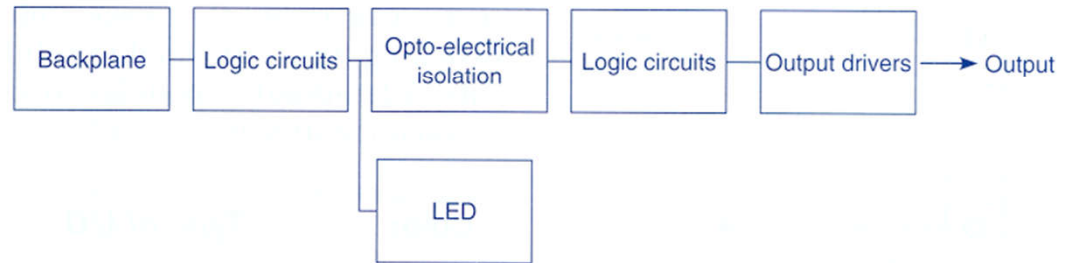 Backplane
Logic circuits
Opto-electrical
isolation
Logic circuits
Output drivers
Output
LED